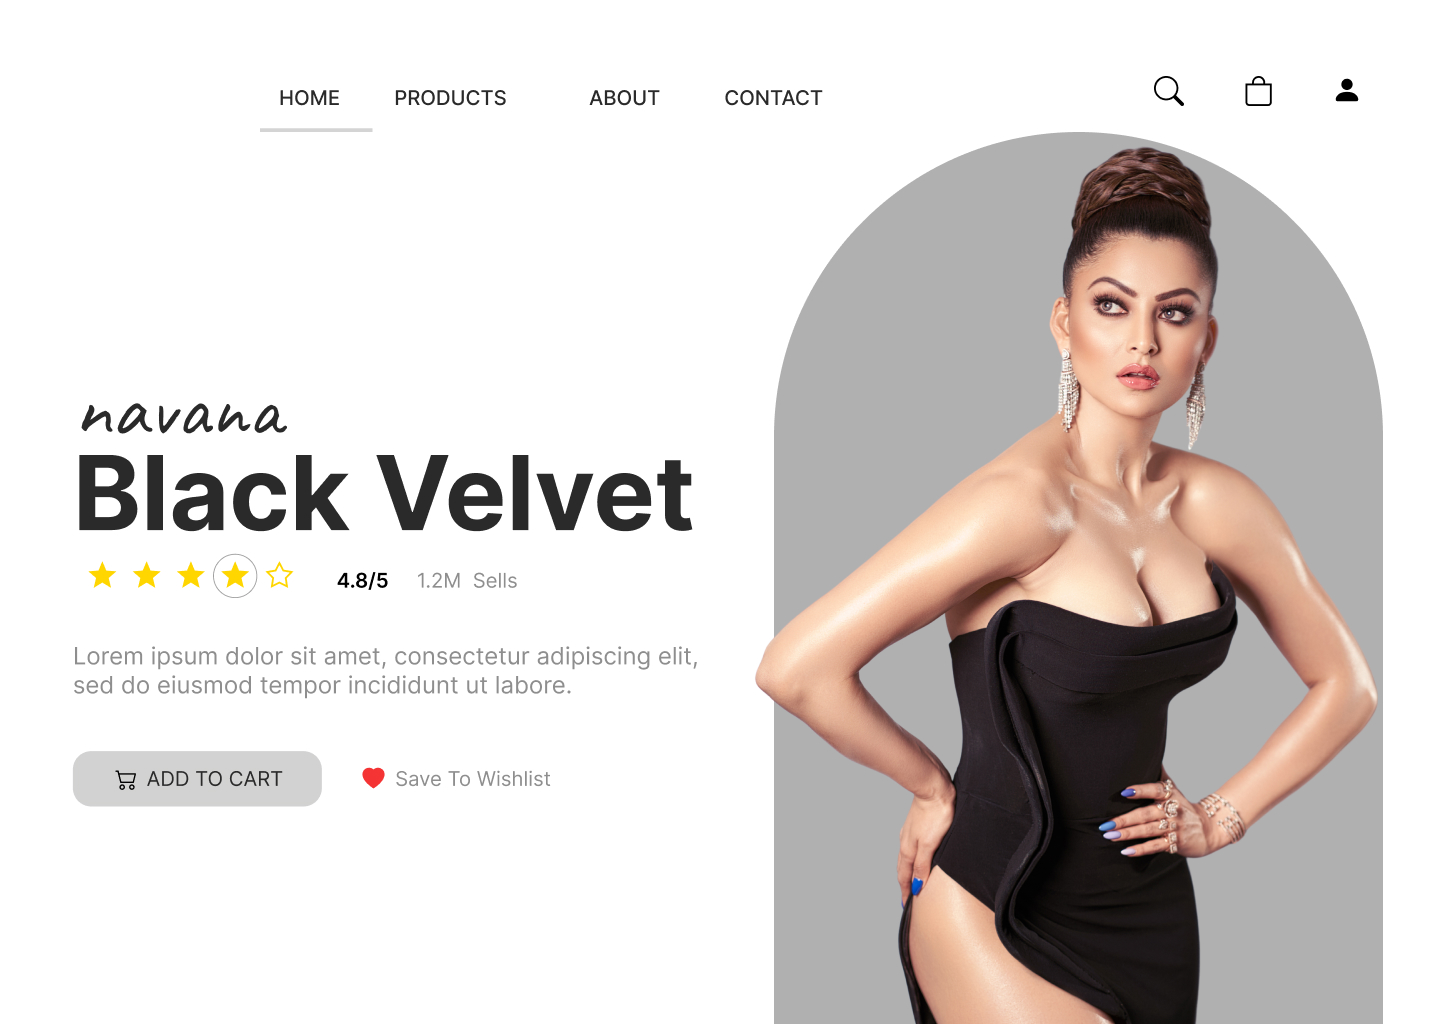 HOME PRODUCTS ABOUT CONTACT
navana
Black Velvet
4.8/5 1.2M Sells
Lorem ipsum dolor sit amet, consectetur adipiscing elit,
sed do eiusmod tempor incididunt ut labore.
ADD TO CART Save To Wishlist